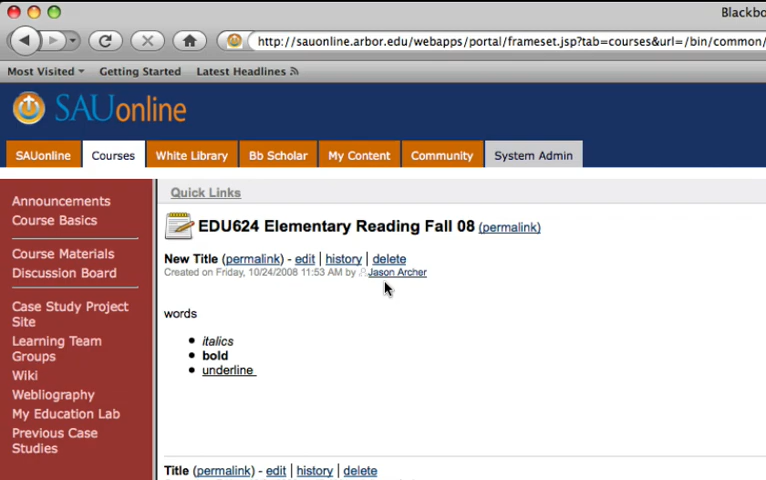 Blackbo
http://sauonline.arbor.edu/webapps/portal/frameset.jsp?tab=courses&url=/bin/common/
Most Visited Getting Started Latest Headlines
SAUonline
SAUonline Courses White Library Bb Scholar My Content Community System Admin
Quick Links
Announcements
Course Basics
Course Materials
Discussion Board
Case Study Project
Site
Learning Team
Groups
Wiki
Webliography
My Education Lab
Previous Case
Studies
EDU624 Elementary Reading Fall 08 (permalink)
New Title (permalink) - edit | history | delete
Created on Friday, 10/24/2008 11:53 AM by Jason Archer
words
• italics
• bold
• underline
Title (permalink) - edit | history | delete